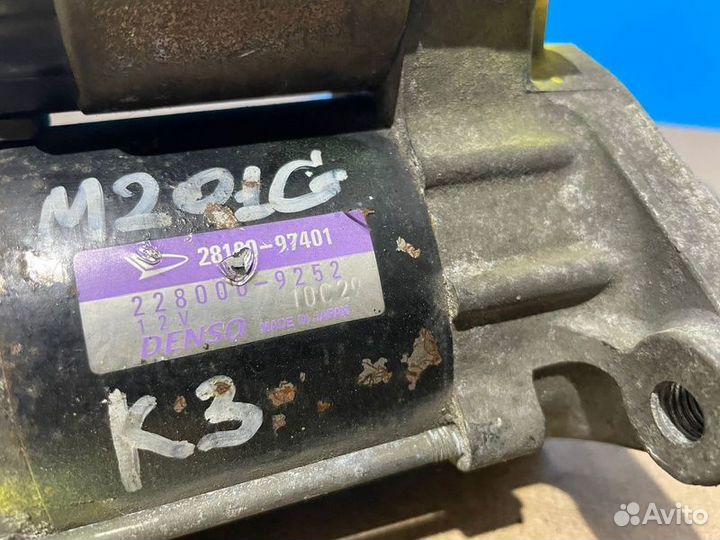 M201G
28100-97401
228000-9252
12V 10C29
DENSO MADE IN JAPAN
K3
Avito